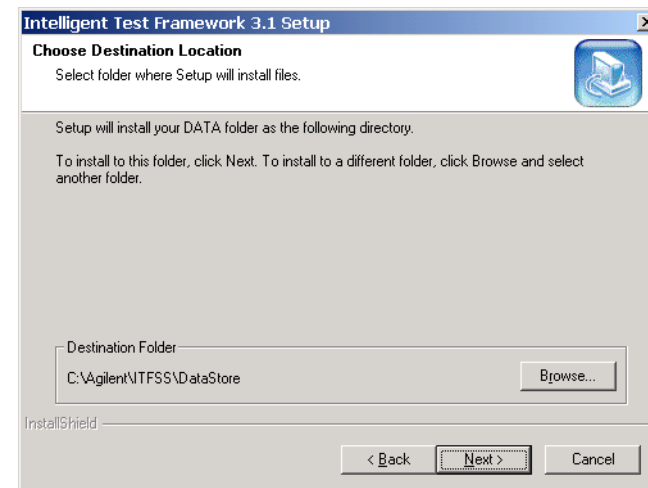 Intelligent Test Framework 3.1 Setup
Choose Destination Location
Select folder where Setup will install files.
Setup will install your DATA folder as the following directory.
To install to this folder, click Next. To install to a different folder, click Browse and select
another folder.
Destination Folder
C:\Agilent\ITFSS\DataStore
Browse...
InstallShield
< Back
Next >
Cancel